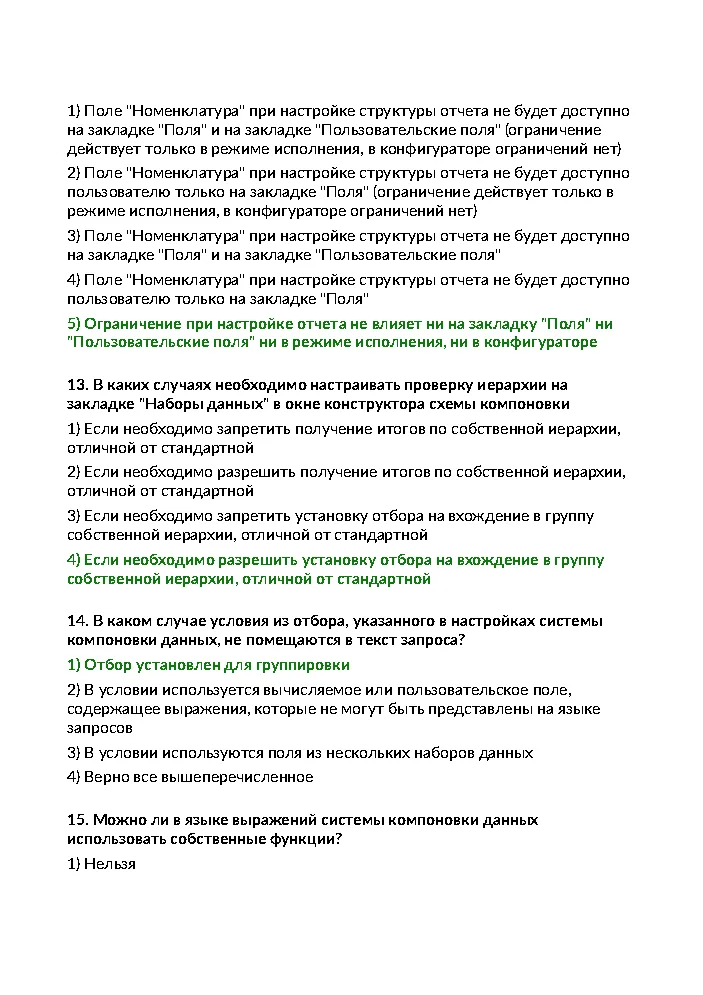 1) Поле "Номенклатура" при настройке структуры отчета не будет доступно
на закладке "Поля" и на закладке "Пользовательские поля" (ограничение
действует только в режиме исполнения, в конфигураторе ограничений нет)
2) Поле "Номенклатура" при настройке структуры отчета не будет доступно
пользователю только на закладке "Поля" (ограничение действует только в
режиме исполнения, в конфигураторе ограничений нет)
3) Поле "Номенклатура" при настройке структуры отчета не будет доступно
на закладке "Поля" и на закладке "Пользовательские поля"
4) Поле "Номенклатура" при настройке структуры отчета не будет доступно
пользователю только на закладке "Поля"
5) Ограничение при настройке отчета не влияет ни на закладку "Поля" ни
"Пользовательские поля" ни в режиме исполнения, ни в конфигураторе
13. В каких случаях необходимо настраивать проверку иерархии на
закладке "Наборы данных" в окне конструктора схемы компоновки
1) Если необходимо запретить получение итогов по собственной иерархии,
отличной от стандартной
2) Если необходимо разрешить получение итогов по собственной иерархии,
отличной от стандартной
3) Если необходимо запретить установку отбора на вхождение в группу
собственной иерархии, отличной от стандартной
4) Если необходимо разрешить установку отбора на вхождение в группу
собственной иерархии, отличной от стандартной
14. В каком случае условия из отбора, указанного в настройках системы
компоновки данных, не помещаются в текст запроса?
1) Отбор установлен для группировки
2) В условии используется вычисляемое или пользовательское поле,
содержащее выражения, которые не могут быть представлены на языке
запросов
3) В условии используются поля из нескольких наборов данных
4) Верно все вышеперечисленное
15. Можно ли в языке выражений системы компоновки данных
использовать собственные функции?
1) Нельзя